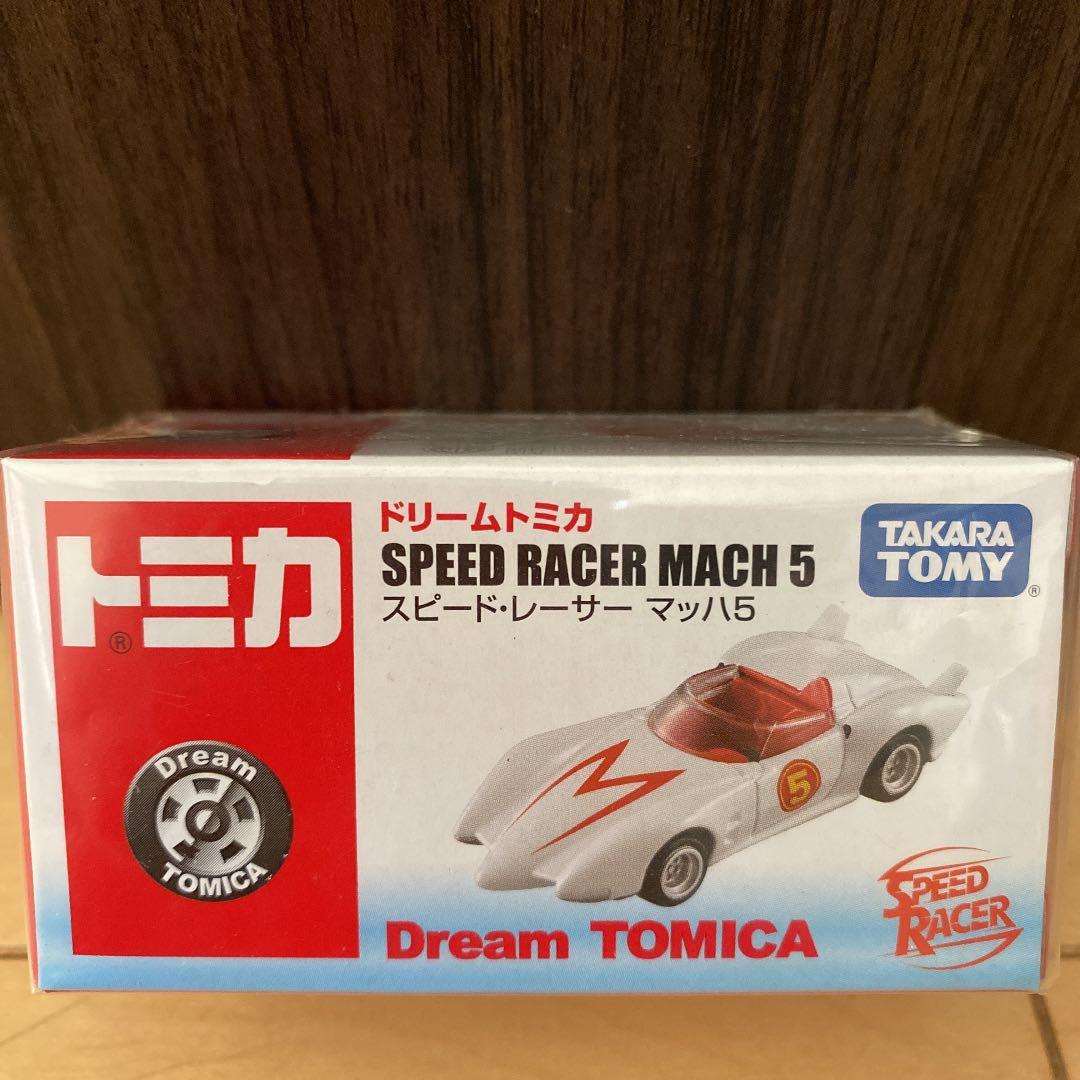 トミカ®
ドリームトミカ
SPEED RACER MACH 5
スピード・レーサー マッハ5
TAKARA
TOMY®
M
5
Dream
TOMICA
Dream TOMICA
SPEED
RACER